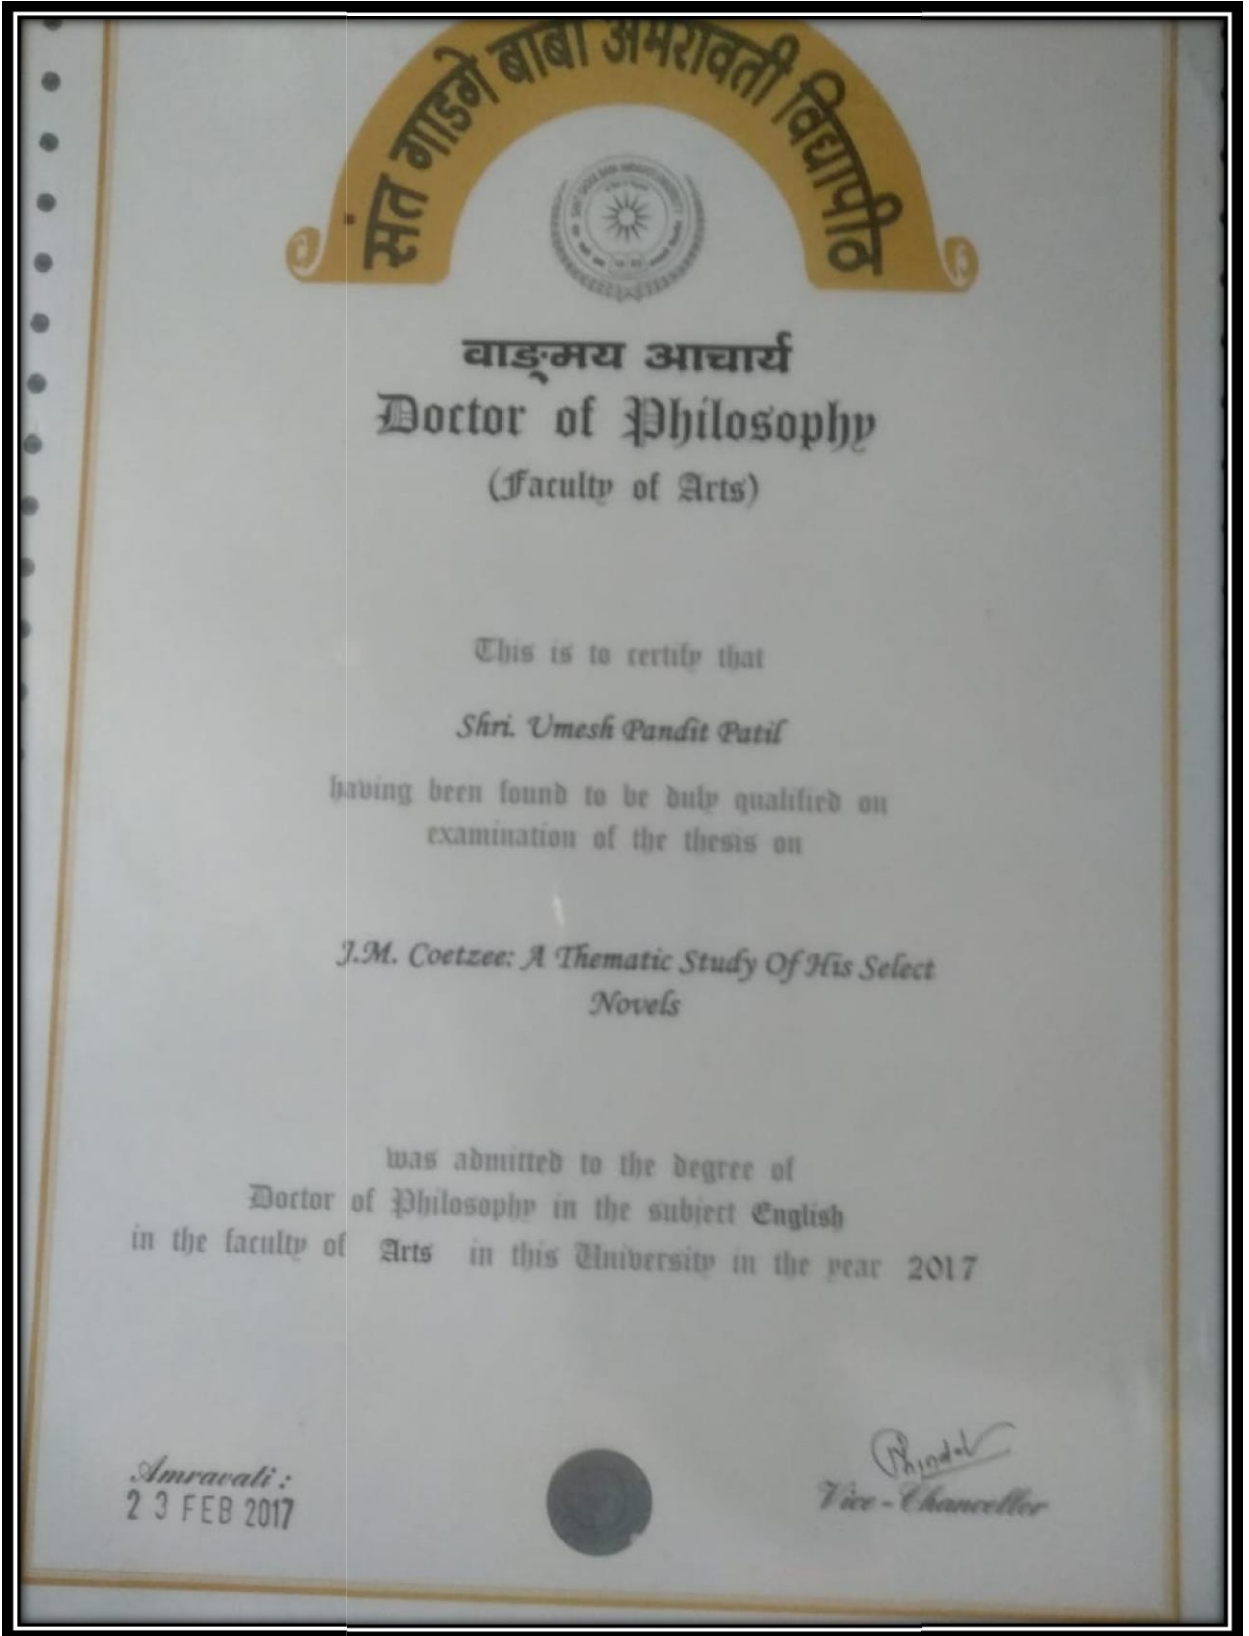 संत गाडगे बाबा अमरावती विद्यापीठ
वाङ्‌मय आचार्य
Doctor of Philosophy
(Faculty of Arts)
This is to certify that
Shri. Umesh Pandit Patil
having been found to be duly qualified on
examination of the thesis on
J.M. Coetzee: A Thematic Study Of His Select
Novels
was admitted to the degree of
Doctor of Philosophy in the subject English
in the faculty of Arts in this University in the year 2017
Amravati :
23 FEB 2017
Vice-Chancellor